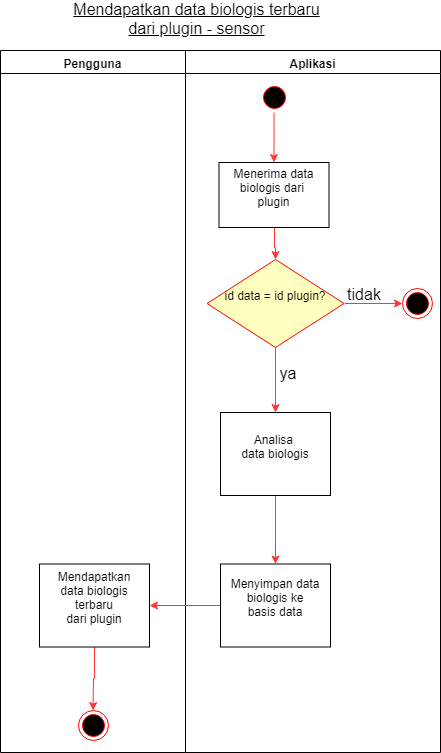 Mendapatkan data biologis terbaru
dari plugin - sensor
Pengguna
Aplikasi
Menerima data
biologis dari
plugin
id data = id plugin?
tidak
ya
Analisa
data biologis
Menyimpan data
biologis ke
basis data
Mendapatkan
data biologis
terbaru
dari plugin